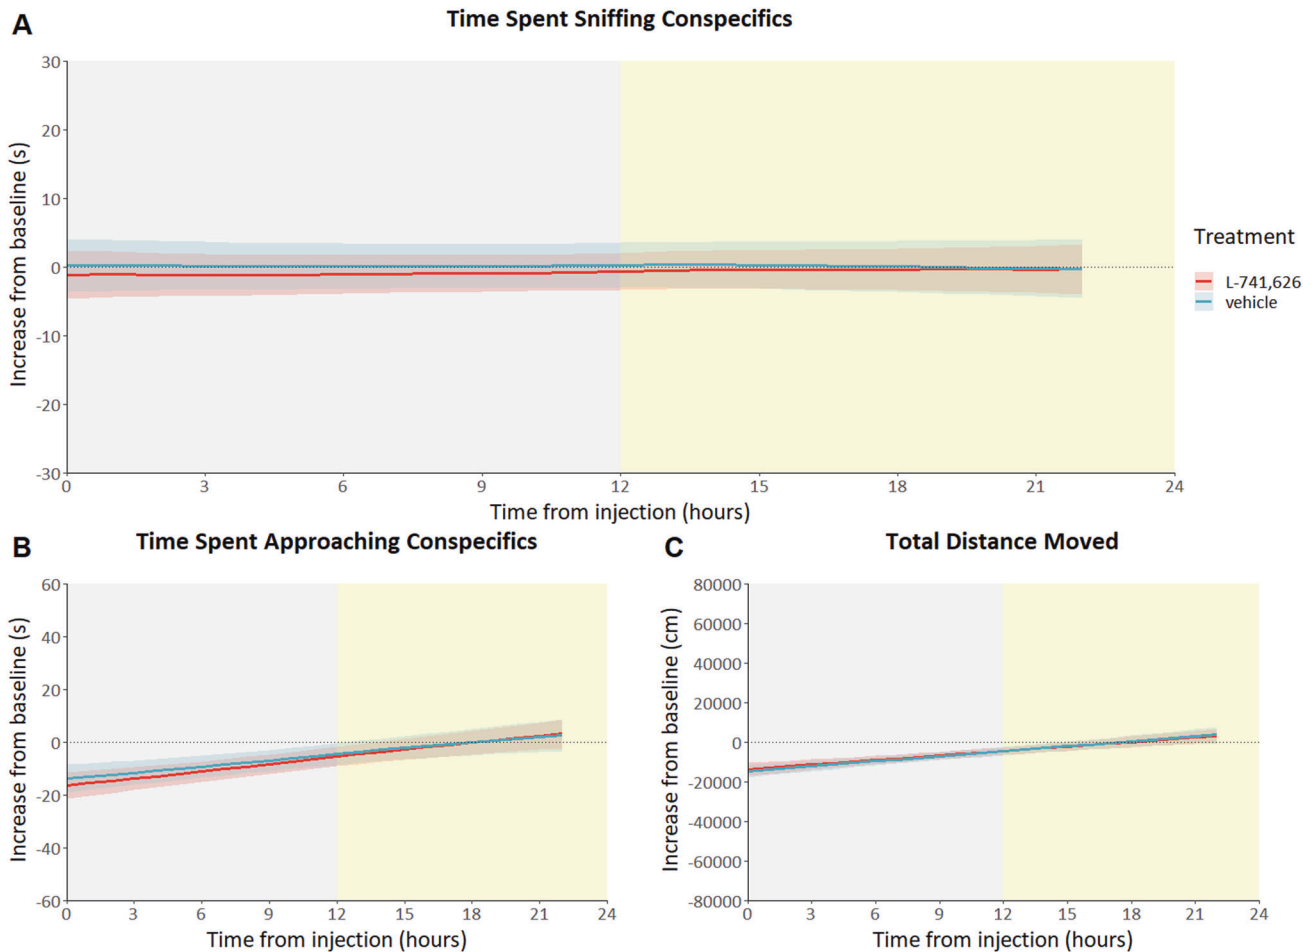 A
Time Spent Sniffing Conspecifics
Increase from baseline (s)
30
20
10
0
-10
-20
-30
0 3 6 9 12 15 18 21 24
Time from injection (hours)
Treatment
L-741,626
vehicle
B
Time Spent Approaching Conspecifics
Increase from baseline (s)
60
40
20
0
-20
-40
-60
0 3 6 9 12 15 18 21 24
Time from injection (hours)
C
Total Distance Moved
Increase from baseline (cm)
80000
60000
40000
20000
0
-20000
-40000
-60000
-80000
0 3 6 9 12 15 18 21 24
Time from injection (hours)